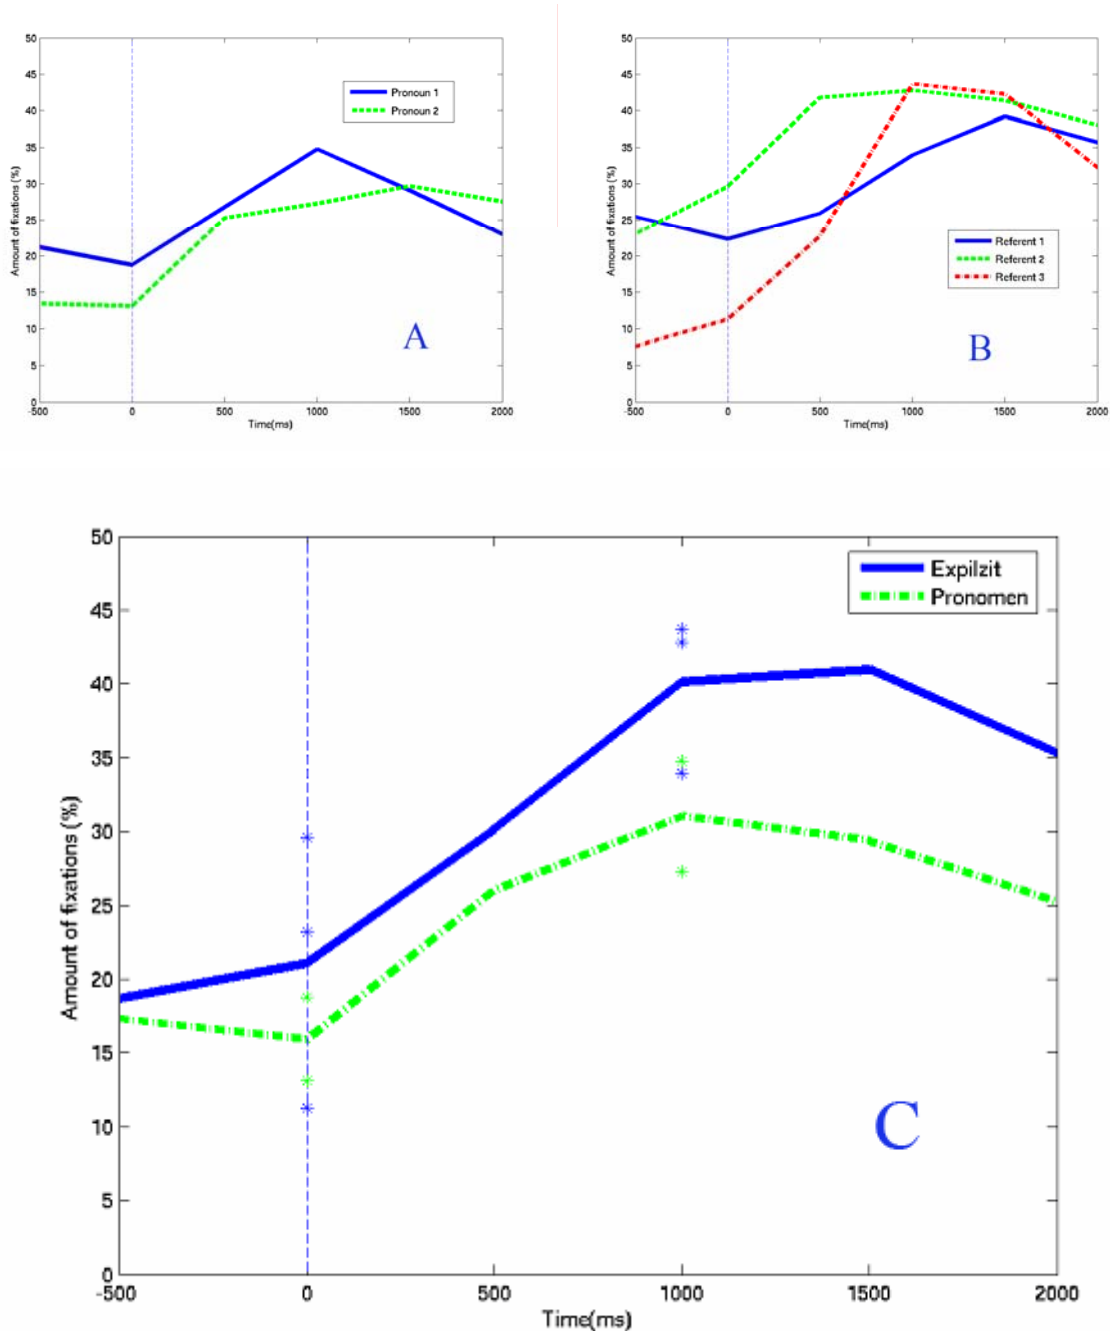 50
45
40
35
30
25
20
15
10
5
0
Amount of fixations (%)
Pronoun 1
Pronoun 2
A
-500 0 500 1000 1500 2000
Time(ms)
50
45
40
35
30
25
20
15
10
5
0
Amount of fixations (%)
Referent 1
Referent 2
Referent 3
B
-500 0 500 1000 1500 2000
Time(ms)
50
45
40
35
30
25
20
15
10
5
0
Amount of fixations (%)
Expilzit
Pronomen
C
-500 0 500 1000 1500 2000
Time(ms)